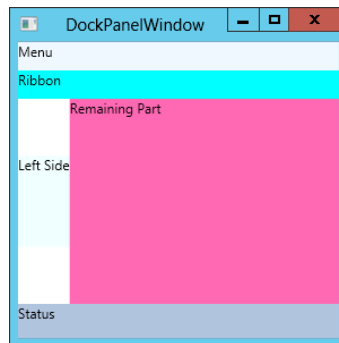 DockPanelWindow
Menu
Ribbon
Remaining Part
Left Side
Status